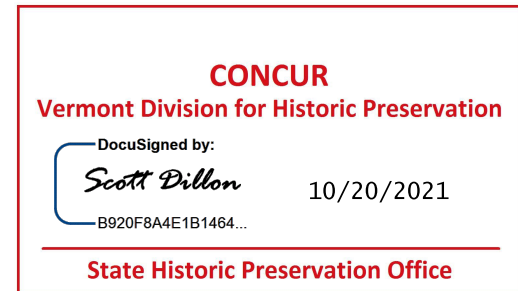 CONCUR
Vermont Division for Historic Preservation
DocuSigned by:
Scott Dillon
10/20/2021
B920F8A4E1B1464...
State Historic Preservation Office